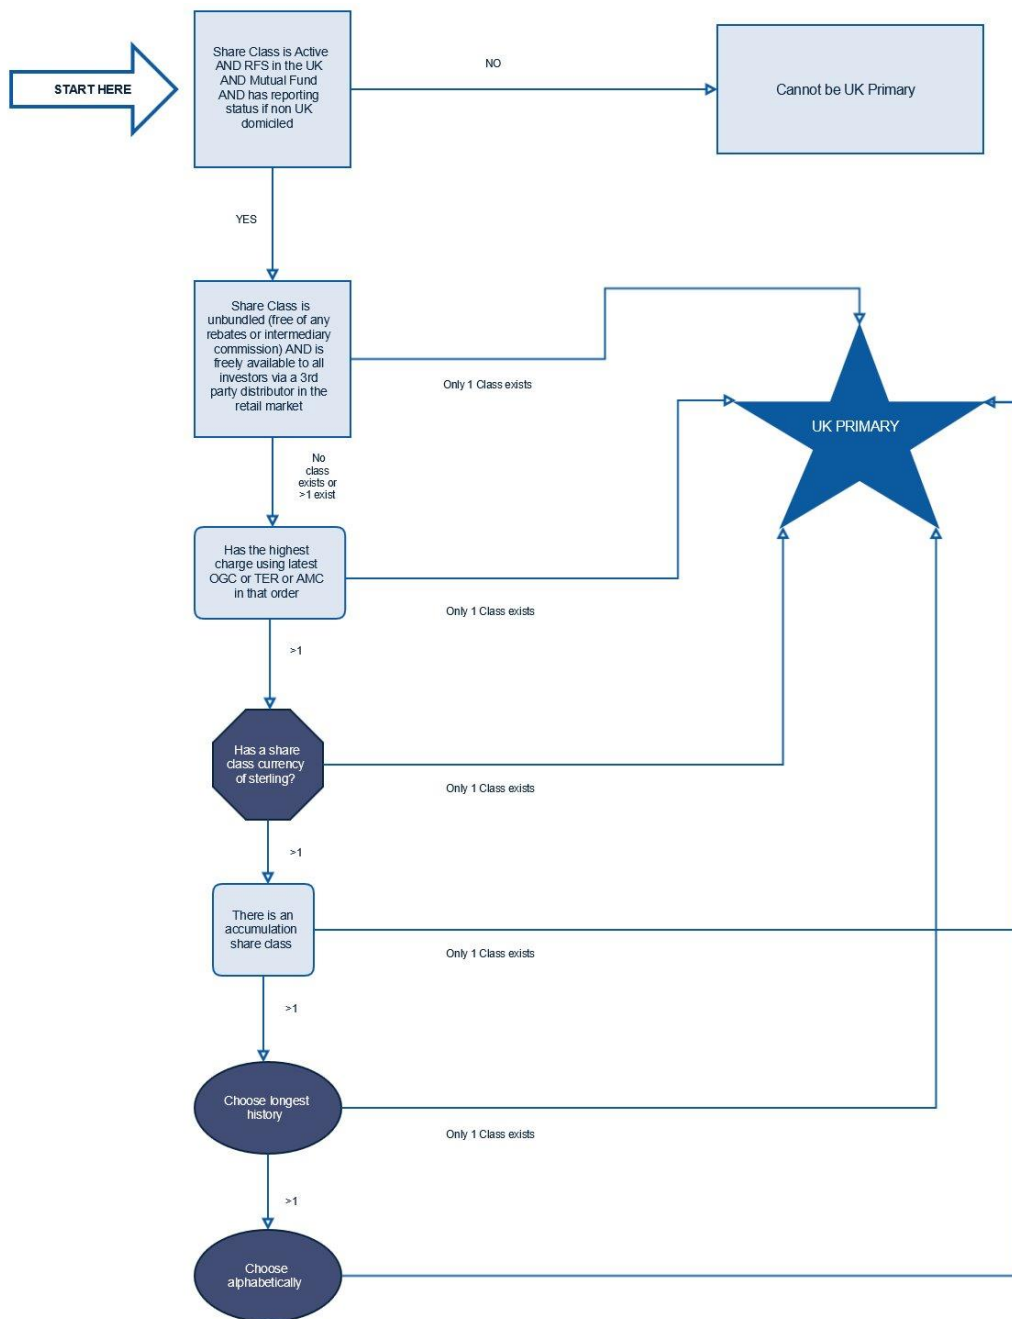 START HERE
Share Class is Active
AND RFS in the UK
AND Mutual Fund
AND has reporting
status if non UK
domiciled
NO
Cannot be UK Primary
YES
Share Class is
unbundled (free of any
rebates or intermediary
commission) AND is
freely available to all
investors via a 3rd
party distributor in the
retail market
Only 1 Class exists
UK PRIMARY
No
class
exists or
>1 exist
Has the highest
charge using latest
OGC or TER or AMC
in that order
Only 1 Class exists
>1
Has a share
class currency
of sterling?
Only 1 Class exists
>1
There is an
accumulation
share class
Only 1 Class exists
>1
Choose longest
history
Only 1 Class exists
>1
Choose
alphabetically